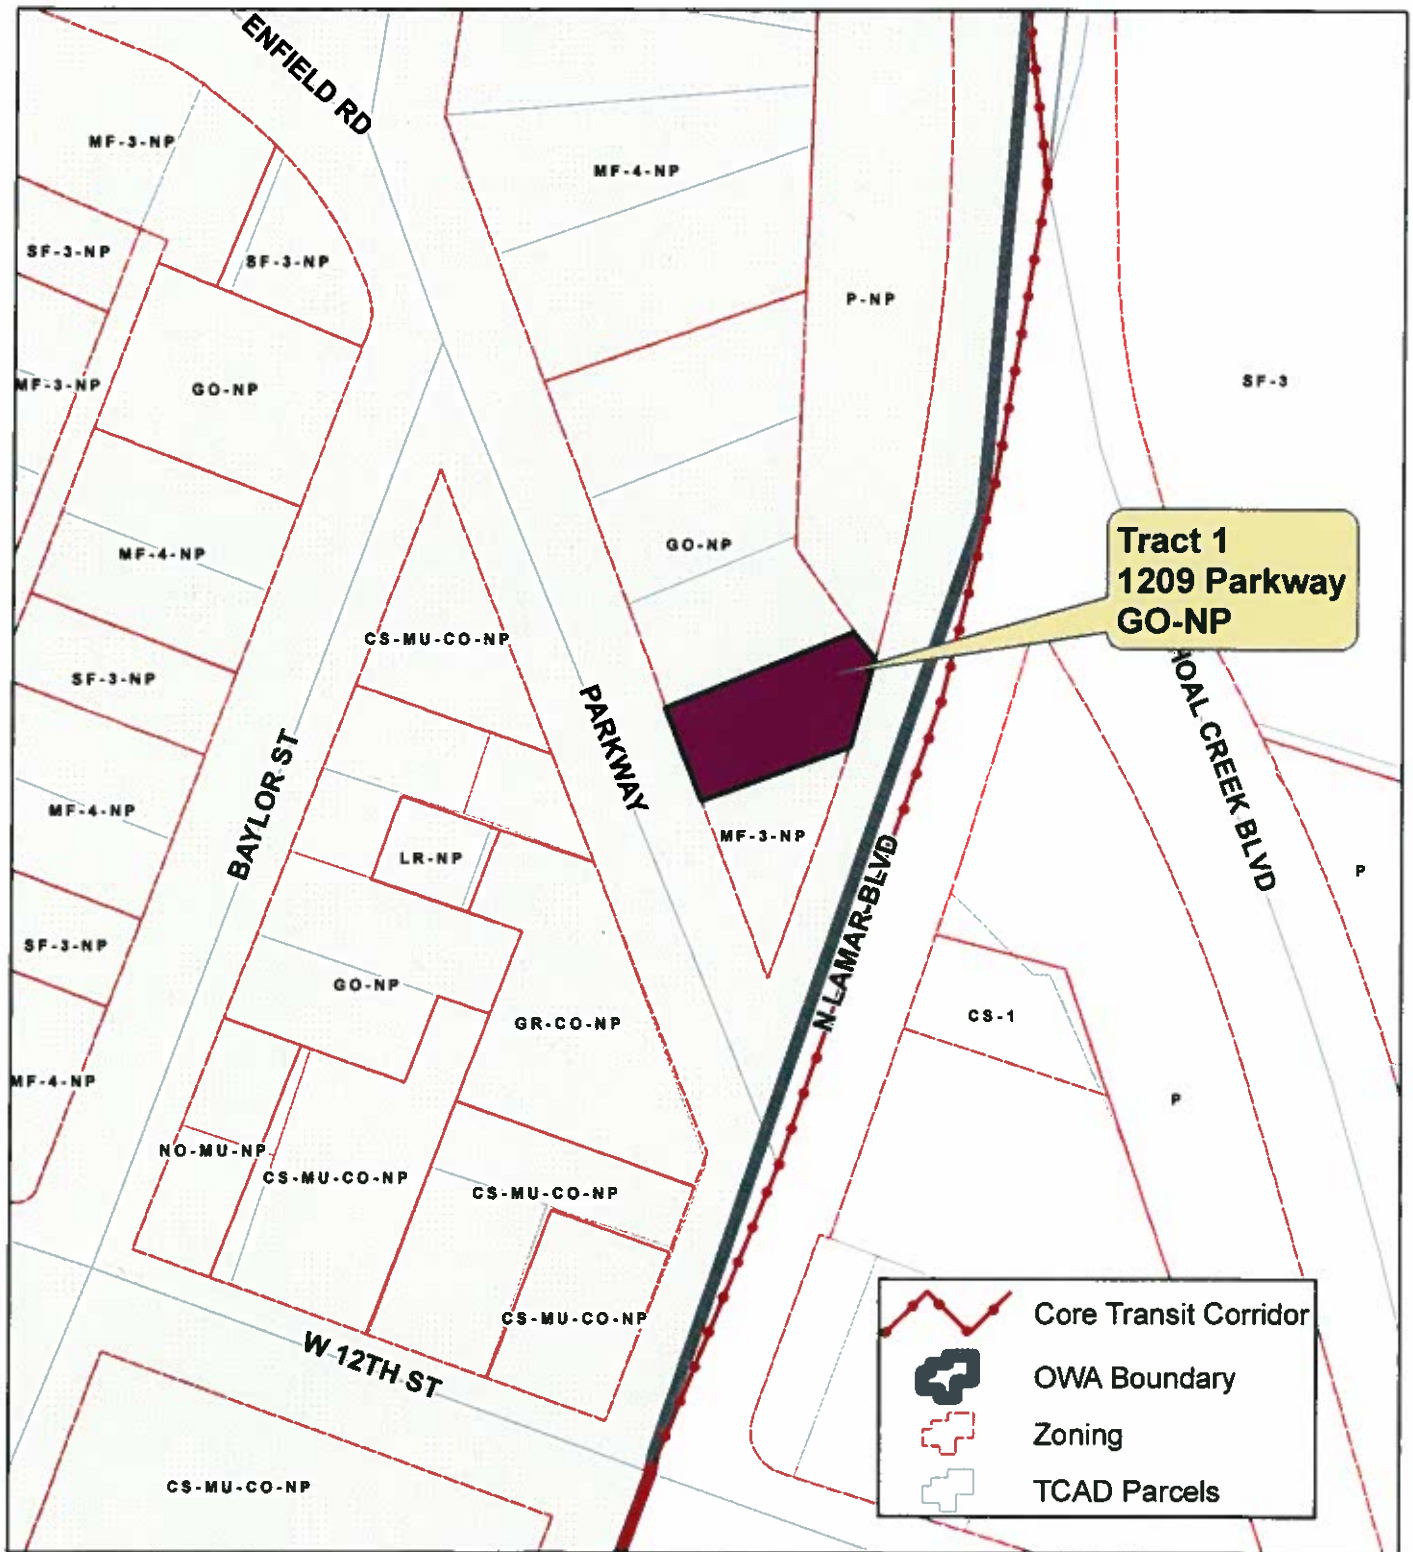 ENFIELD RD
MF-3-NP
MF-4-NP
SF-3-NP
SF-3-NP
P-NP
MF-3-NP
GO-NP
SF-3
GO-NP
MF-4-NP
Tract 1
1209 Parkway
GO-NP
CS-MU-CO-NP
SF-3-NP
PARKWAY
HOAL CREEK BLVD
BAYLOR ST
MF-4-NP
MF-3-NP
LR-NP
N LAMAR BLVD
P
SF-3-NP
GO-NP
GR-CO-NP
CS-1
MF-4-NP
P
NO-MU-NP
CS-MU-CO-NP
CS-MU-CO-NP
CS-MU-CO-NP
W 12TH ST
CS-MU-CO-NP
Core Transit Corridor
OWA Boundary
Zoning
TCAD Parcels